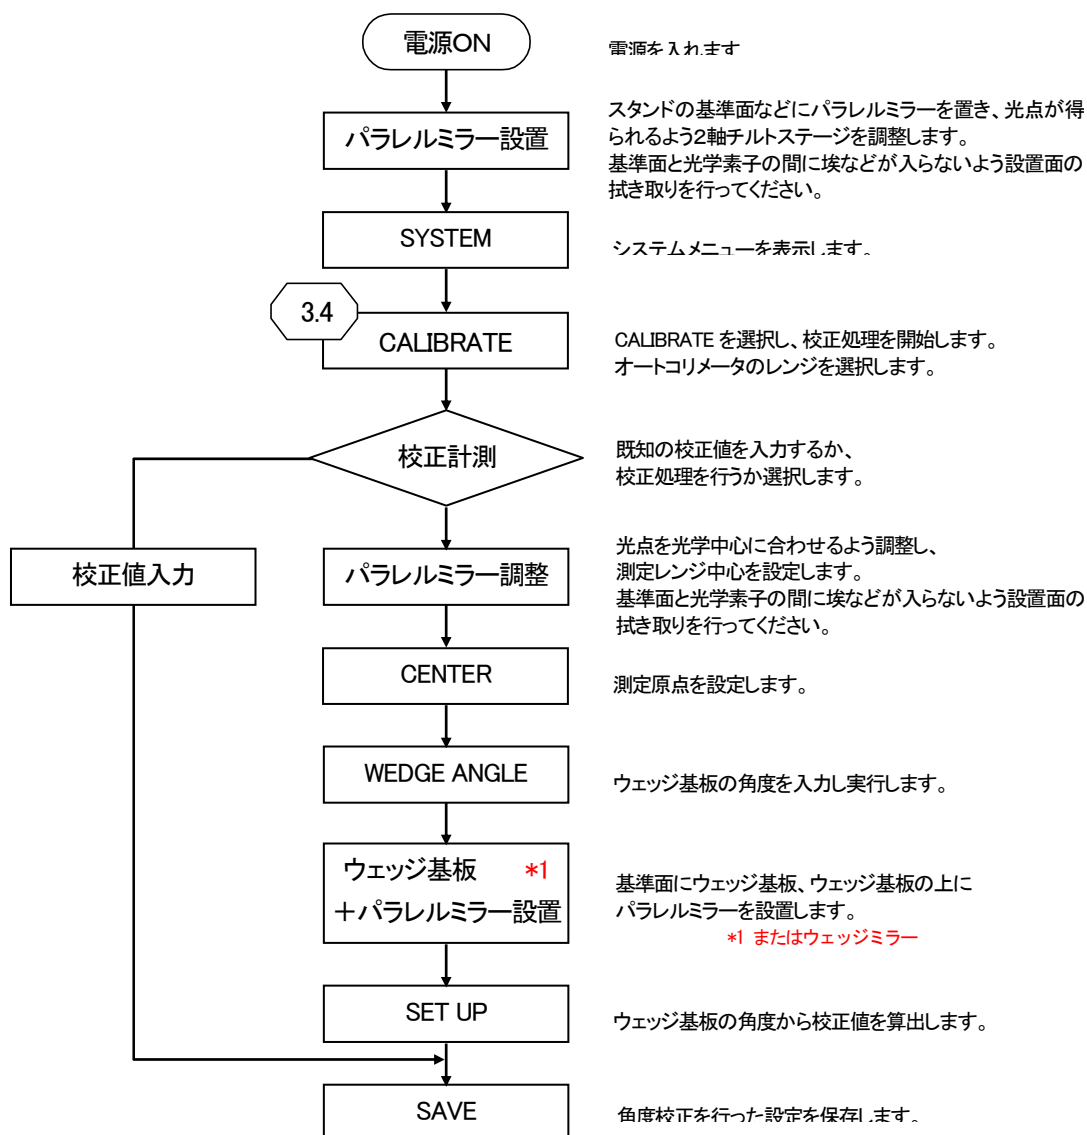 電源ON
電源を入れます
パラレルミラー設置
スタンドの基準面などにパラレルミラーを置き、光点が得
られるよう2軸チルトステージを調整します。
基準面と光学素子の間に埃などが入らないよう設置面の
拭き取りを行ってください。
SYSTEM
システムメニューを表示します。
3.4
CALIBRATE
CALIBRATE を選択し、校正処理を開始します。
オートコリメータのレンジを選択します。
校正計測
既知の校正値を入力するか、
校正処理を行うか選択します。
校正値入力
パラレルミラー調整
光点を光学中心に合わせるよう調整し、
測定レンジ中心を設定します。
基準面と光学素子の間に埃などが入らないよう設置面の
拭き取りを行ってください。
CENTER
測定原点を設定します。
WEDGE ANGLE
ウェッジ基板の角度を入力し実行します。
ウェッジ基板 *1
＋パラレルミラー設置
基準面にウェッジ基板、ウェッジ基板の上に
パラレルミラーを設置します。
*1 またはウェッジミラー
SET UP
ウェッジ基板の角度から校正値を算出します。
SAVE
角度校正を行った設定を保存します。